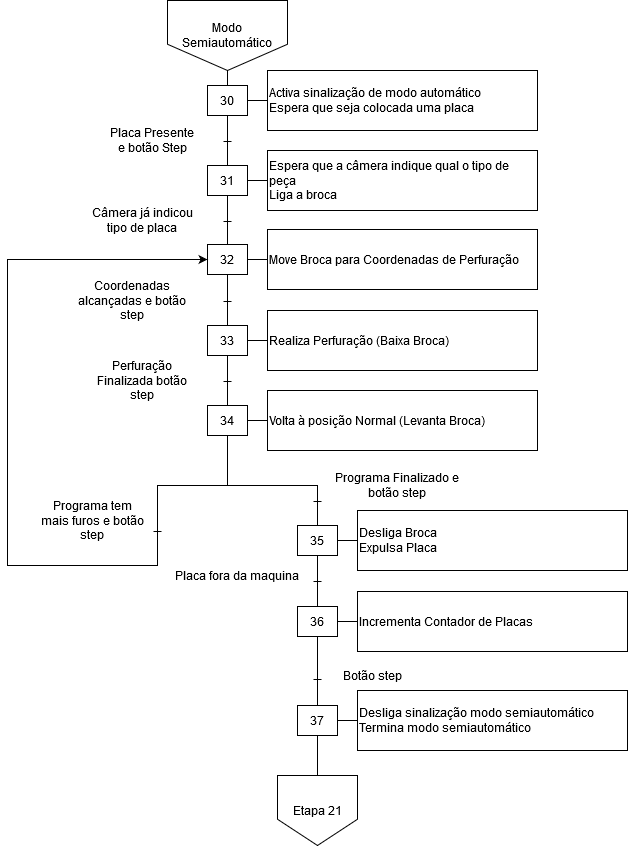 Modo
Semiautomático
30
Activa sinalização de modo automático
Espera que seja colocada uma placa
Placa Presente
e botão Step
31
Espera que a câmera indique qual o tipo de
peça
Liga a broca
Câmera já indicou
tipo de placa
32
Move Broca para Coordenadas de Perfuração
Coordenadas
alcançadas e botão
step
33
Realiza Perfuração (Baixa Broca)
Perfuração
Finalizada botão
step
34
Volta à posição Normal (Levanta Broca)
Programa Finalizado e
botão step
Programa tem
mais furos e botão
step
35
Desliga Broca
Expulsa Placa
Placa fora da maquina
36
Incrementa Contador de Placas
Botão step
37
Desliga sinalização modo semiautomático
Termina modo semiautomático
Etapa 21